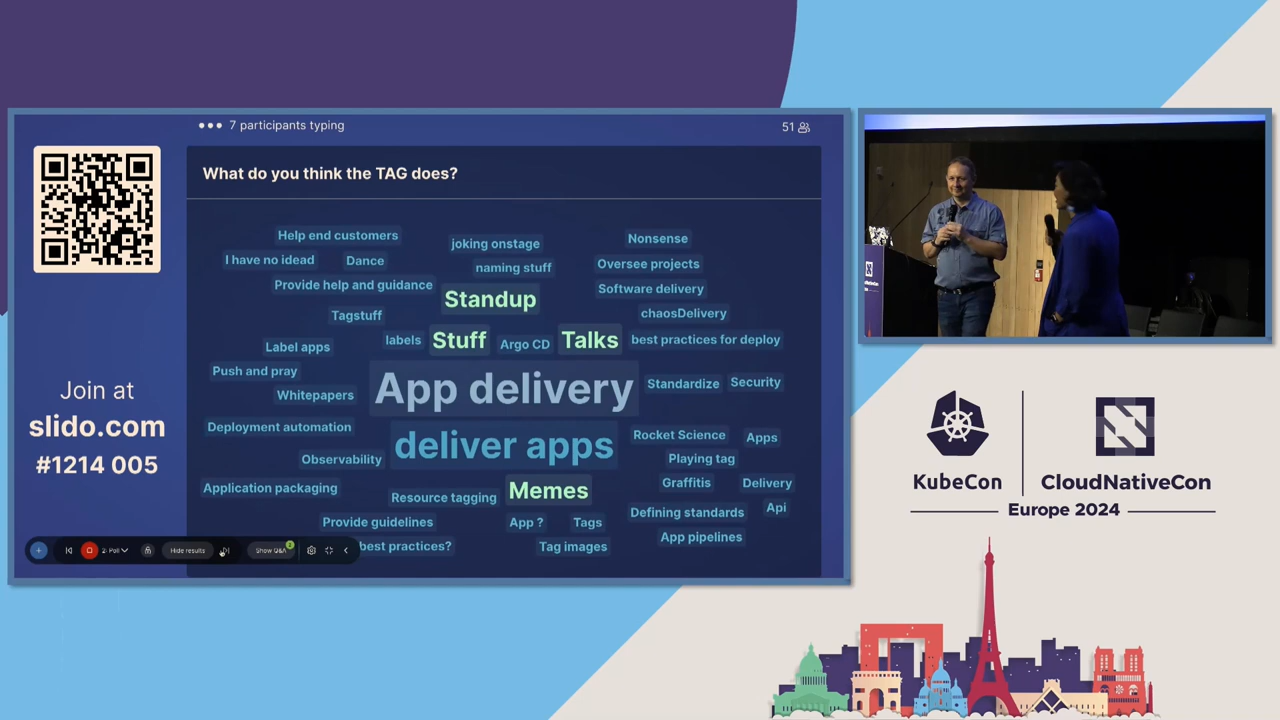 7 participants typing
51
What do you think the TAG does?
Help end customers
joking onstage
Nonsense
I have no idead
Dance
naming stuff
Oversee projects
Provide help and guidance
Standup
Software delivery
Tagstuff
chaosDelivery
Label apps
labels
Stuff
Argo CD
Talks
best practices for deploy
Push and pray
Whitepapers
App delivery
Standardize
Security
Deployment automation
deliver apps
Rocket Science
Apps
Observability
Playing tag
Application packaging
Resource tagging
Memes
Graffitis
Delivery
Provide guidelines
App ?
Tags
Defining standards
Api
best practices?
Tag images
App pipelines
Join at
slido.com
#1214 005
Hide results
Show Q&A
KubeCon
CloudNativeCon
Europe 2024